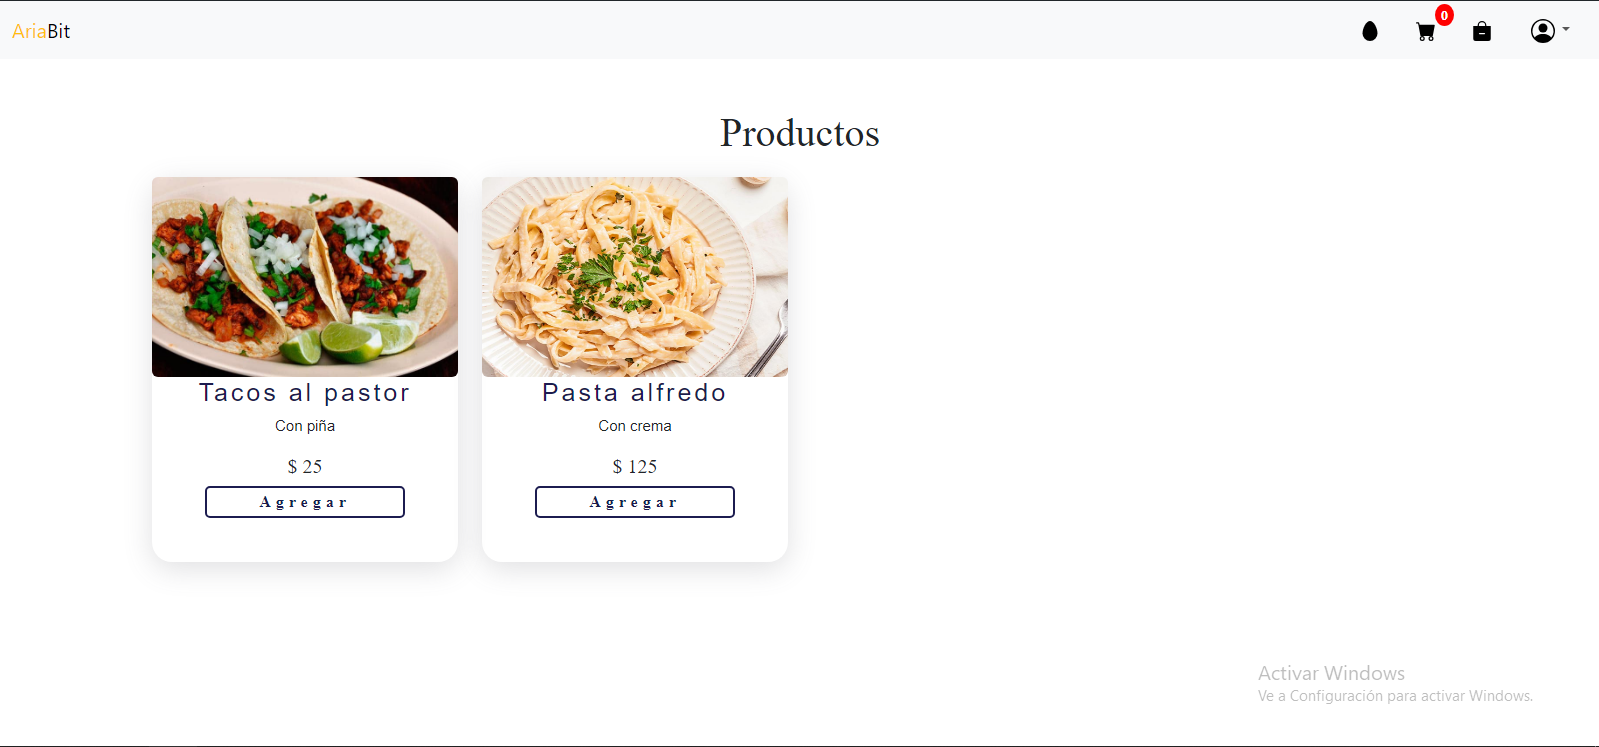 AriaBit
0
Productos
Tacos al pastor
Con piña
$ 25
Agregar
Pasta alfredo
Con crema
$ 125
Agregar
Activar Windows
Ve a Configuración para activar Windows.